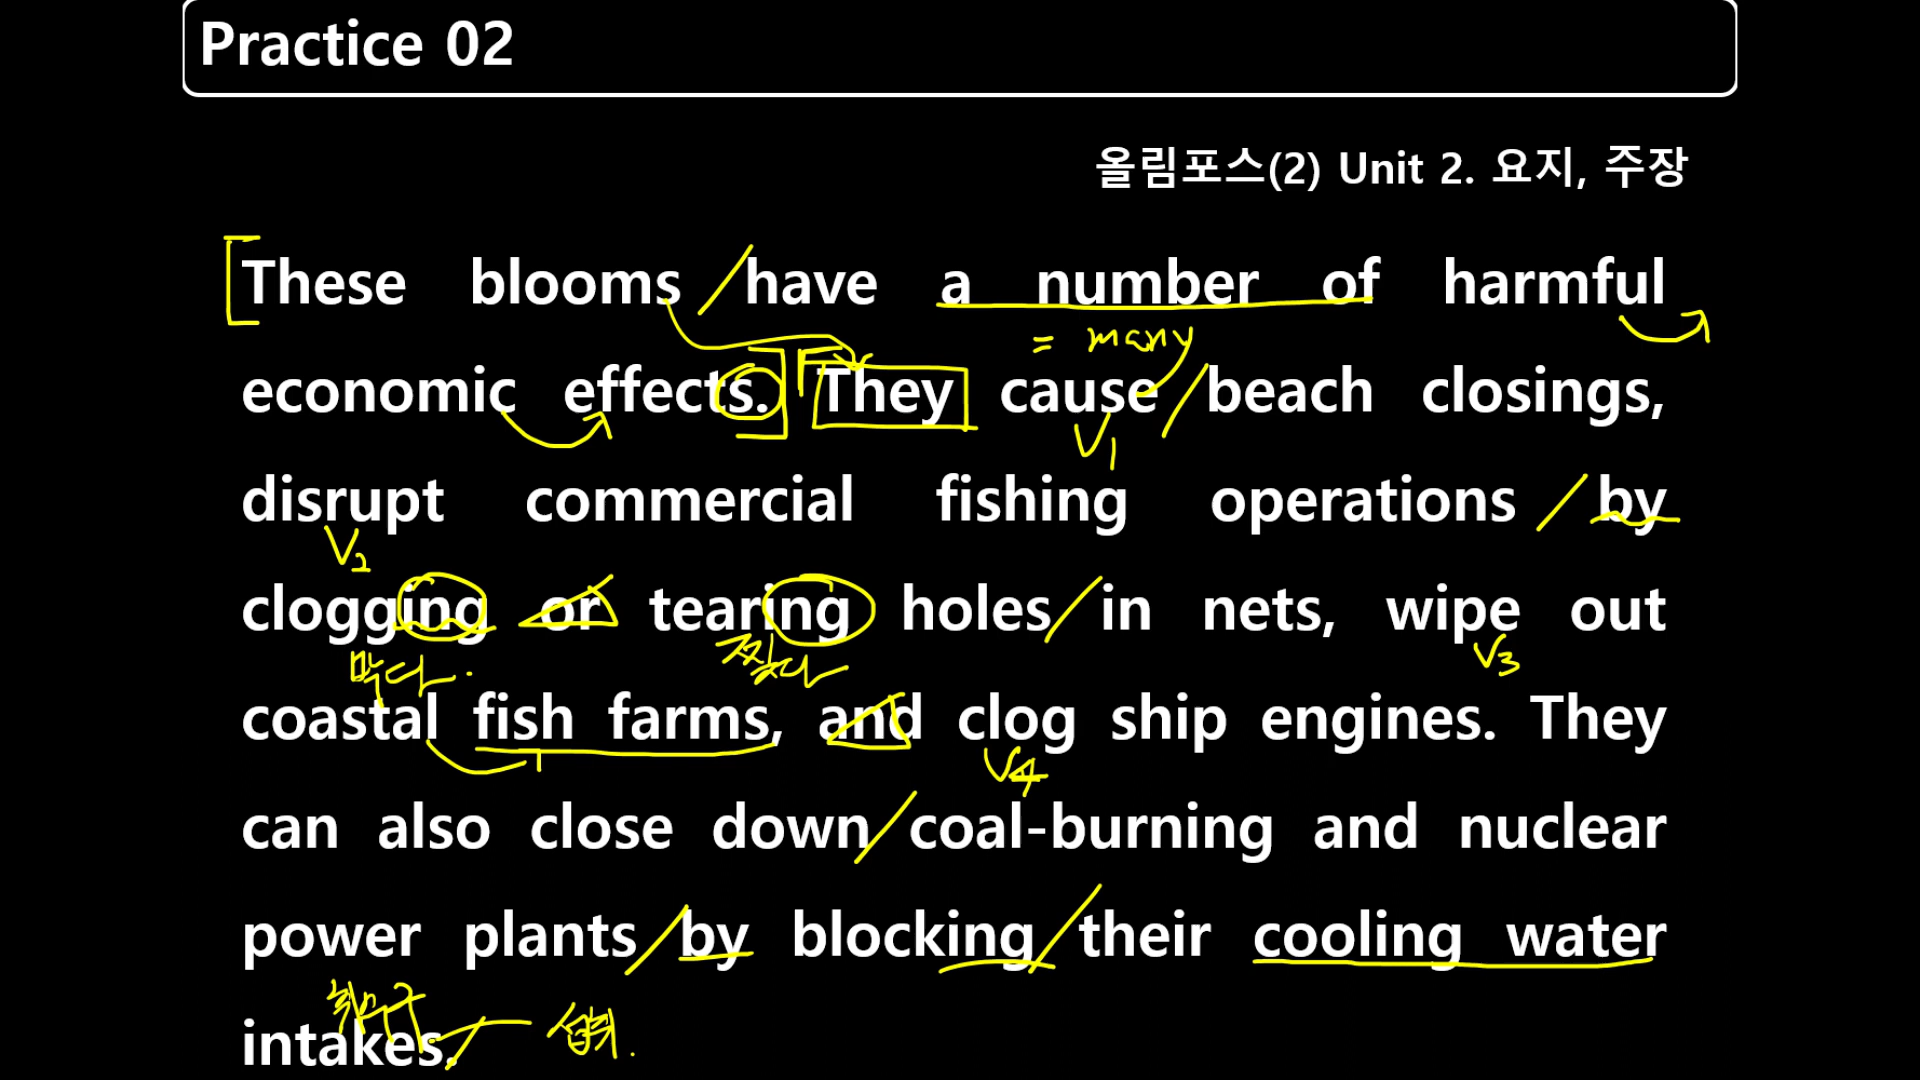 Practice 02
올림포스(2) Unit 2. 요지, 주장
These blooms have a number of harmful
= many
economic effects. They cause beach closings,
V1
disrupt commercial fishing operations by
V2
clogging or tearing holes in nets, wipe out
막다. 찢다 V3
coastal fish farms, and clog ship engines. They
V4
can also close down coal-burning and nuclear
power plants by blocking their cooling water
intakes.